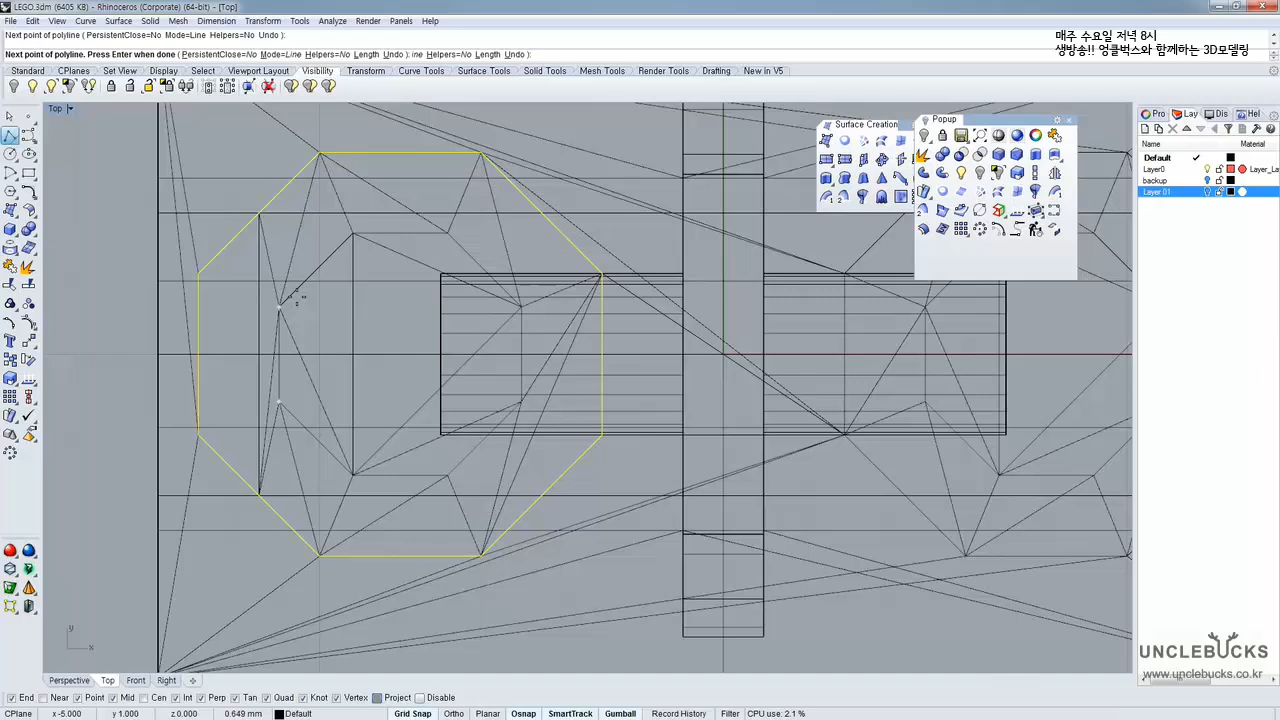 LEGO.3dm (6405 KB) - Rhinoceros (Corporate) (64-bit) - [Top]
File Edit View Curve Surface Solid Mesh Dimension Transform Tools Analyze Render Panels Help
Next point of polyline ( PersistentClose=No Mode=Line Helpers=No Length Undo ):
매주 수요일 저녁 8시
Next point of polyline. Press Enter when done ( PersistentClose=No Mode=Line Helpers=No Length Undo ): ine Helpers=No Length Undo ):
생방송!! 엉클벅스와 함께하는 3D모델링
Standard CPlanes Set View Display Select Viewport Layout Visibility Transform Curve Tools Surface Tools Solid Tools Mesh Tools Render Tools Drafting New in V5
Top
Surface Creation
Popup
Pro Lay Dis Hel
Name Material
Default
Layer0 Layer_La
backup
Layer 01
y
x
UNCLEBUCKS
www.unclebucks.co.kr
Perspective Top Front Right
End Near Point Mid Cen Int Perp Tan Quad Knot Vertex Project Disable
CPlane x -5.000 y 1.000 z 0.000 0.649 mm Default Grid Snap Ortho Planar Osnap SmartTrack Gumball Record History Filter CPU use: 2.1 %